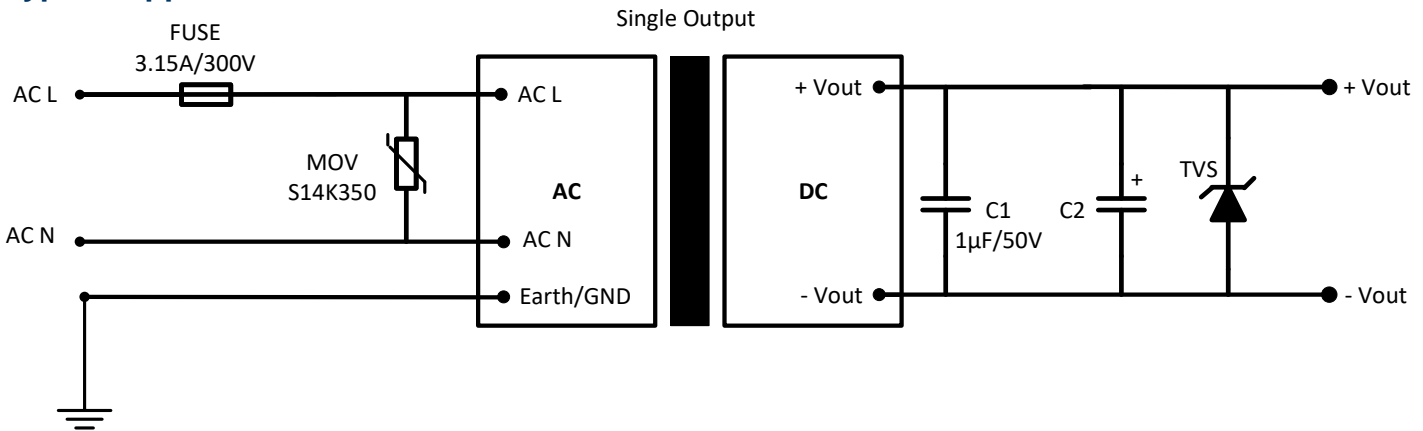 Single Output
FUSE
3.15A/300V
AC L
AC L
MOV
S14K350
AC N
AC N
Earth/GND
AC
DC
+ Vout
- Vout
C1
1µF/50V
C2
+
TVS
+ Vout
- Vout